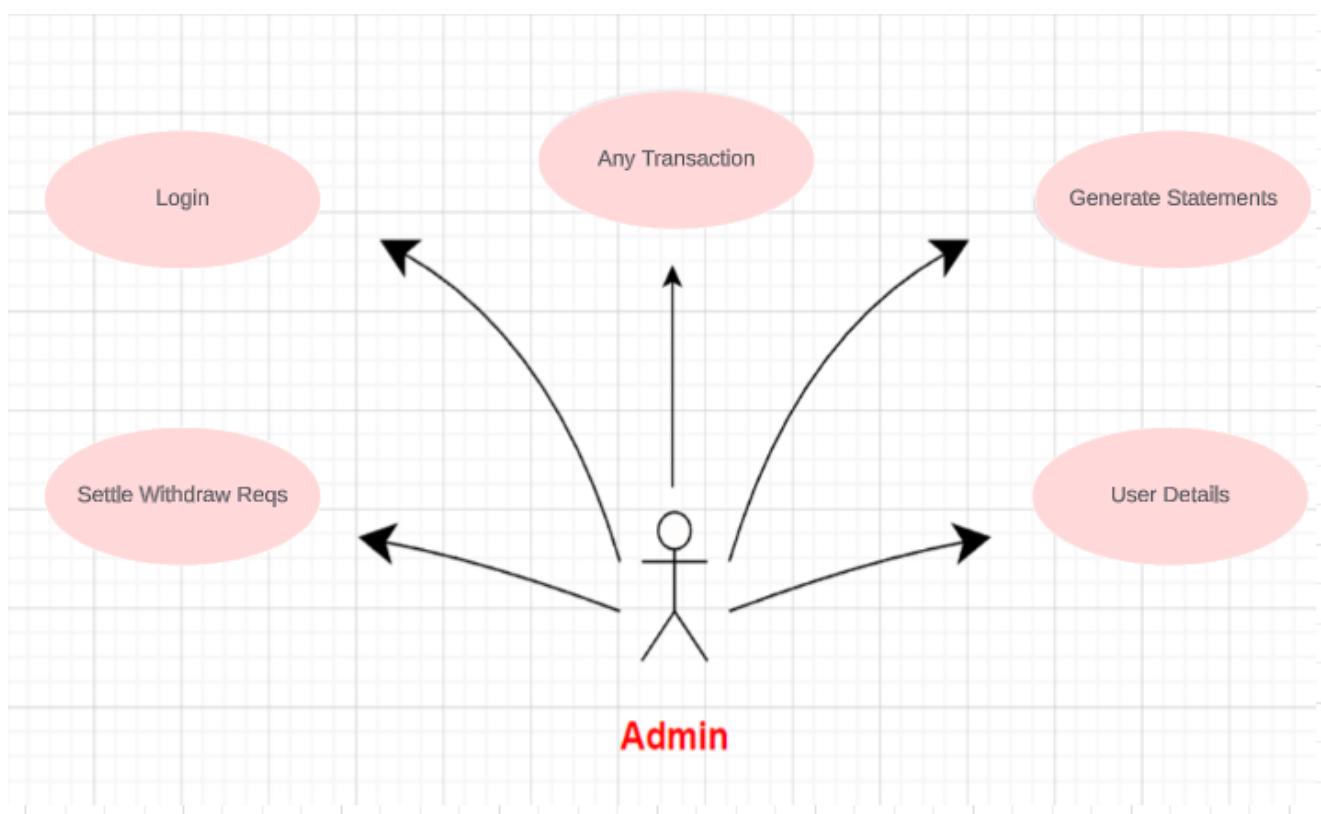 Any Transaction
Login
Generate Statements
Settle Withdraw Reqs
User Details
Admin